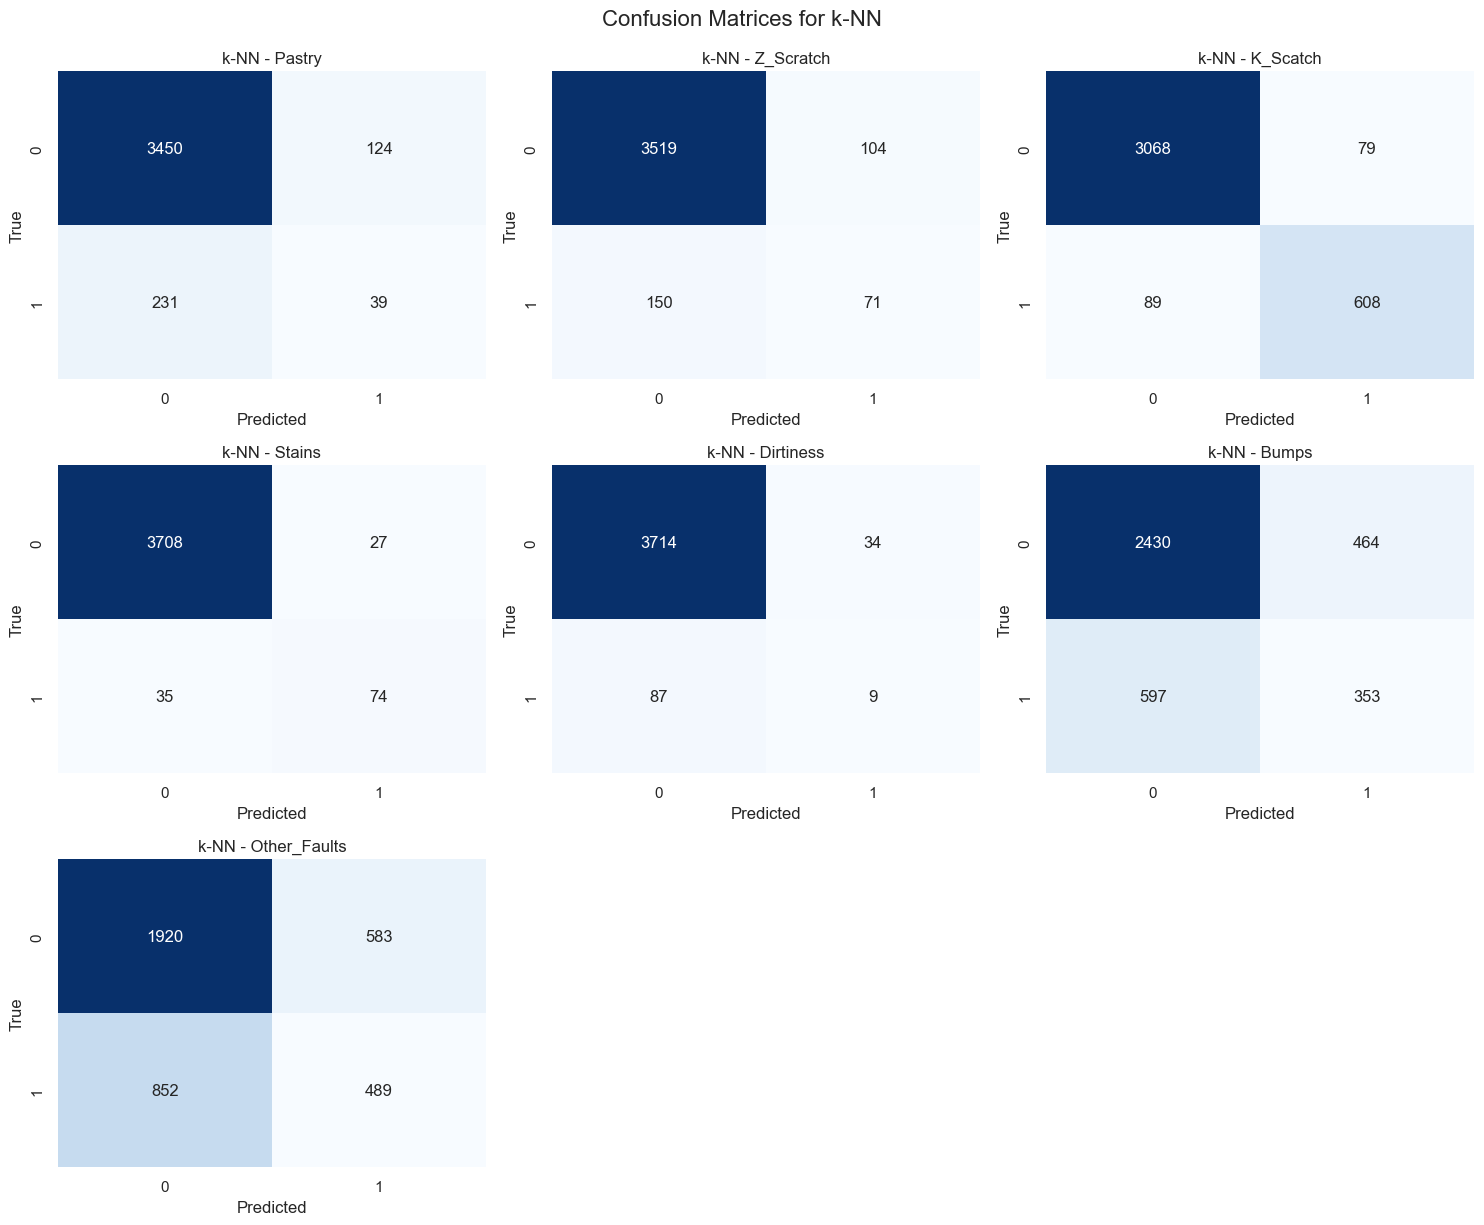 Confusion Matrices for k-NN
k-NN - Pastry
0
3450
124
True
1
231
39
0
1
Predicted
k-NN - Z_Scratch
0
3519
104
True
1
150
71
0
1
Predicted
k-NN - K_Scatch
0
3068
79
True
1
89
608
0
1
Predicted
k-NN - Stains
0
3708
27
True
1
35
74
0
1
Predicted
k-NN - Dirtiness
0
3714
34
True
1
87
9
0
1
Predicted
k-NN - Bumps
0
2430
464
True
1
597
353
0
1
Predicted
k-NN - Other_Faults
0
1920
583
True
1
852
489
0
1
Predicted